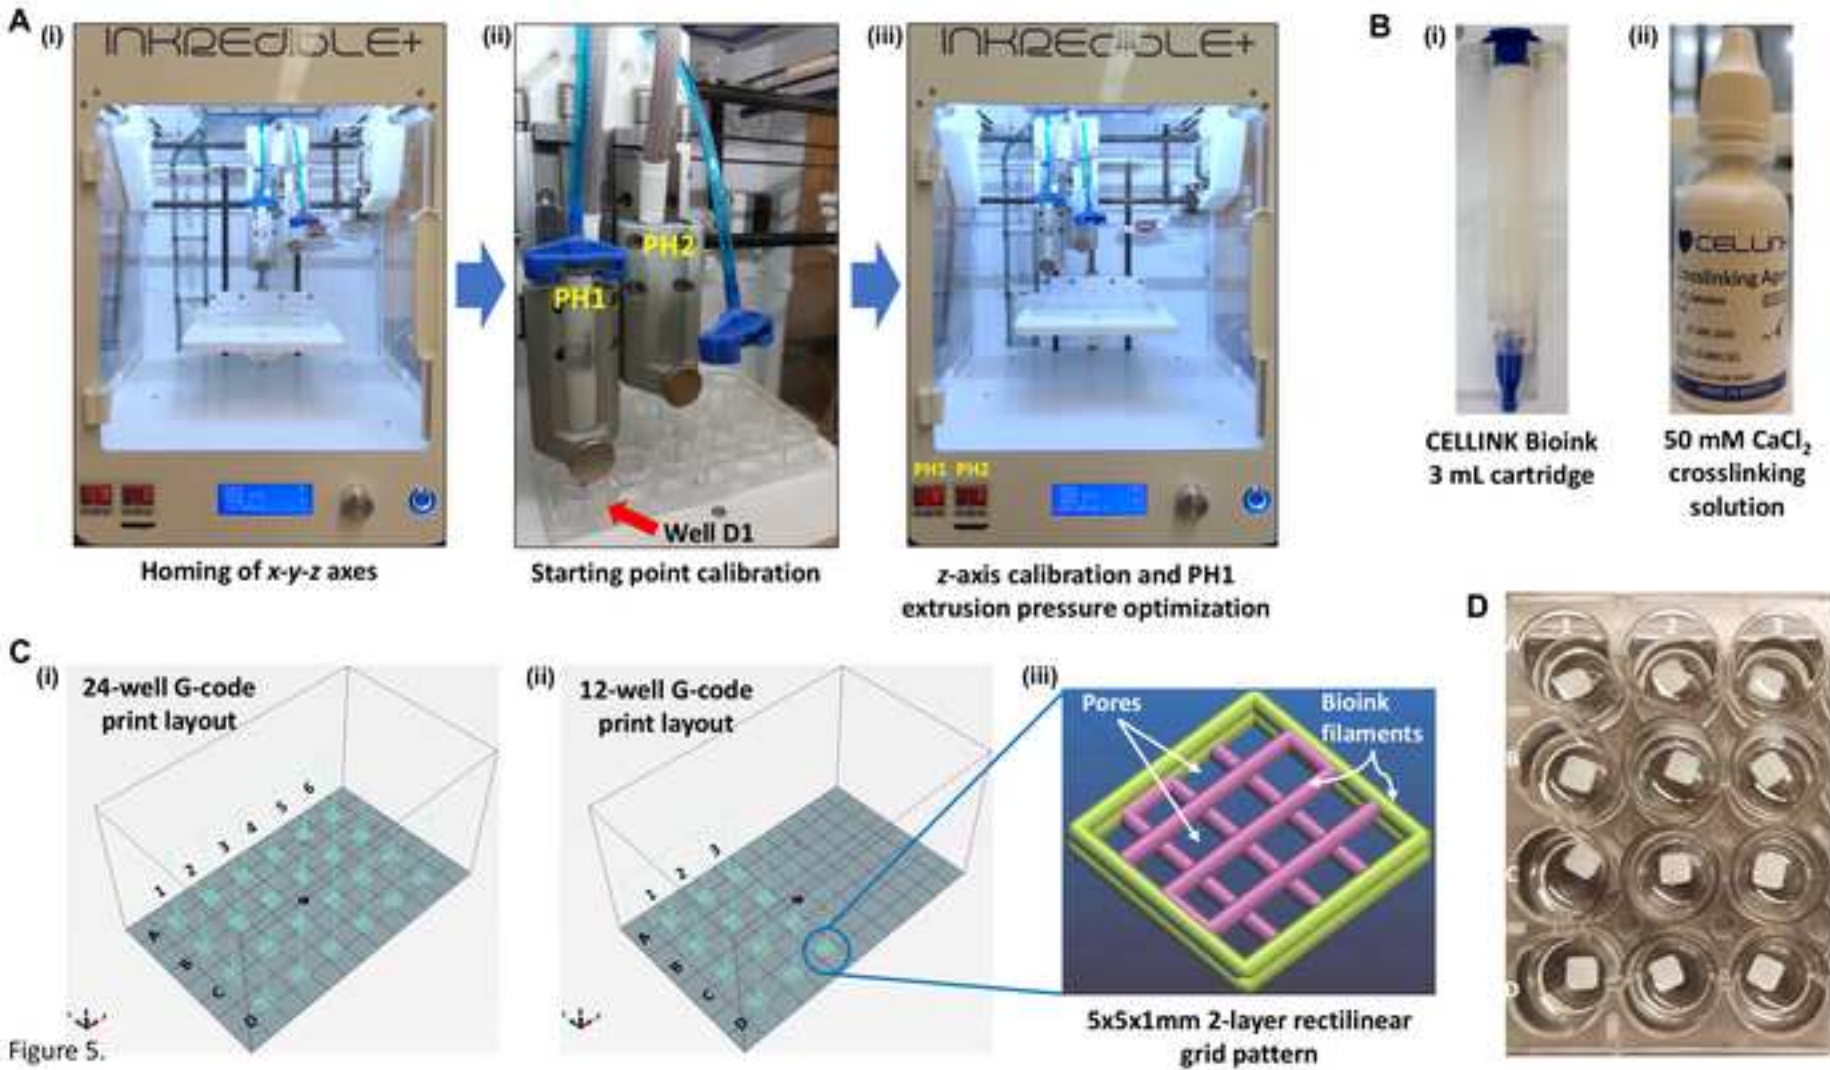 A
(i)
INKREDIBLE+
Homing of x-y-z axes
(ii)
PH1
PH2
Well D1
Starting point calibration
(iii)
INKREDIBLE+
PH1 PH2
z-axis calibration and PH1
extrusion pressure optimization
B
(i)
CELLINK Bioink
3 mL cartridge
(ii)
CELLINK
Crosslinking Agent
50 mM CaCl₂
crosslinking
solution
C
(i)
24-well G-code
print layout
1 2 3 4 5 6
A
B
C
D
(ii)
12-well G-code
print layout
1 2 3
A
B
C
D
(iii)
Pores
Bioink
filaments
5x5x1mm 2-layer rectilinear
grid pattern
D
A
B
C
D
Figure 5.